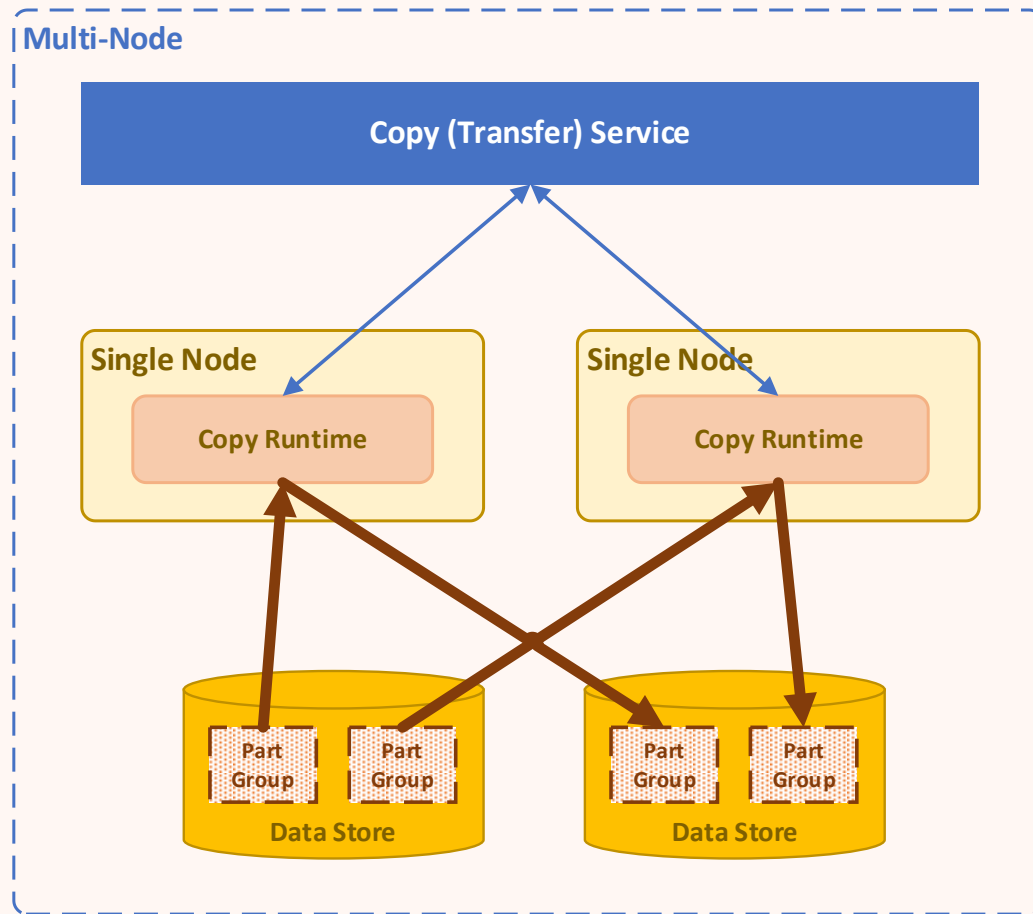 Multi-Node
Copy (Transfer) Service
Single Node
Single Node
Copy Runtime
Copy Runtime
Part
Group
Part
Group
Part
Group
Part
Group
Data Store
Data Store